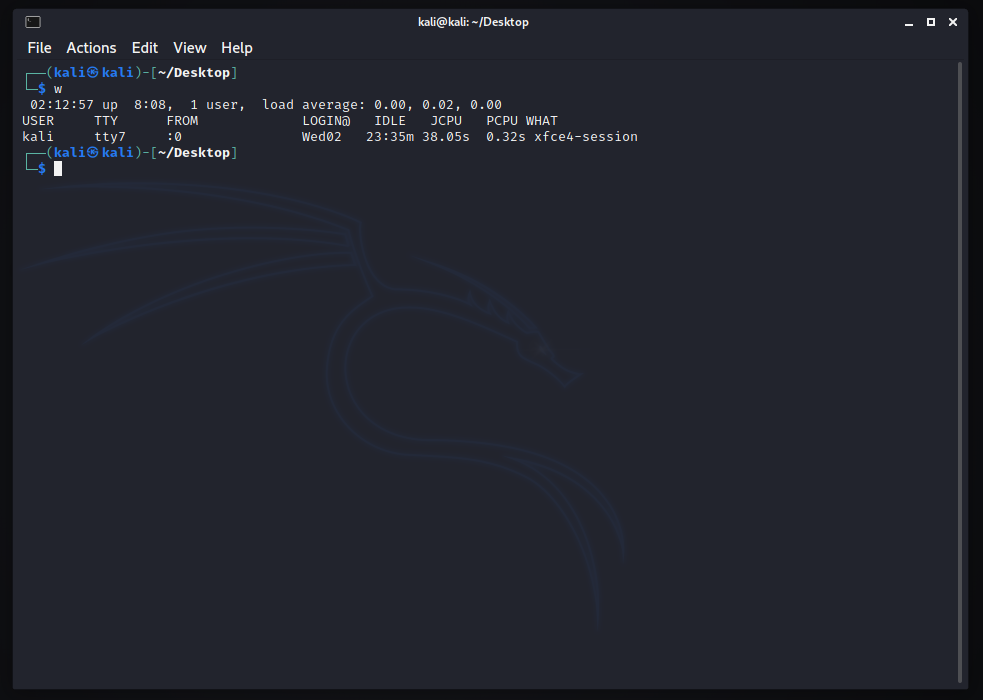 kali@kali: ~/Desktop
File Actions Edit View Help
┌──(kali㉿kali)-[~/Desktop]
└─$ w
 02:12:57 up  8:08,  1 user,  load average: 0.00, 0.02, 0.00
USER     TTY      FROM             LOGIN@   IDLE   JCPU   PCPU WHAT
kali     tty7     :0               Wed02   23:35m 38.05s  0.32s xfce4-session
┌──(kali㉿kali)-[~/Desktop]
└─$